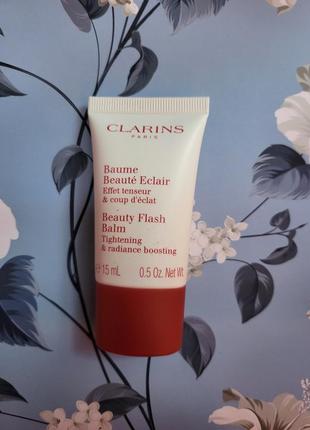 CLARINS
PARIS
Baume
Beauté Eclair
Effet tenseur
& coup d'éclat
Beauty Flash
Balm
Tightening
& radiance boosting
℮ 15 mL 0.5 Oz. Net Wt.